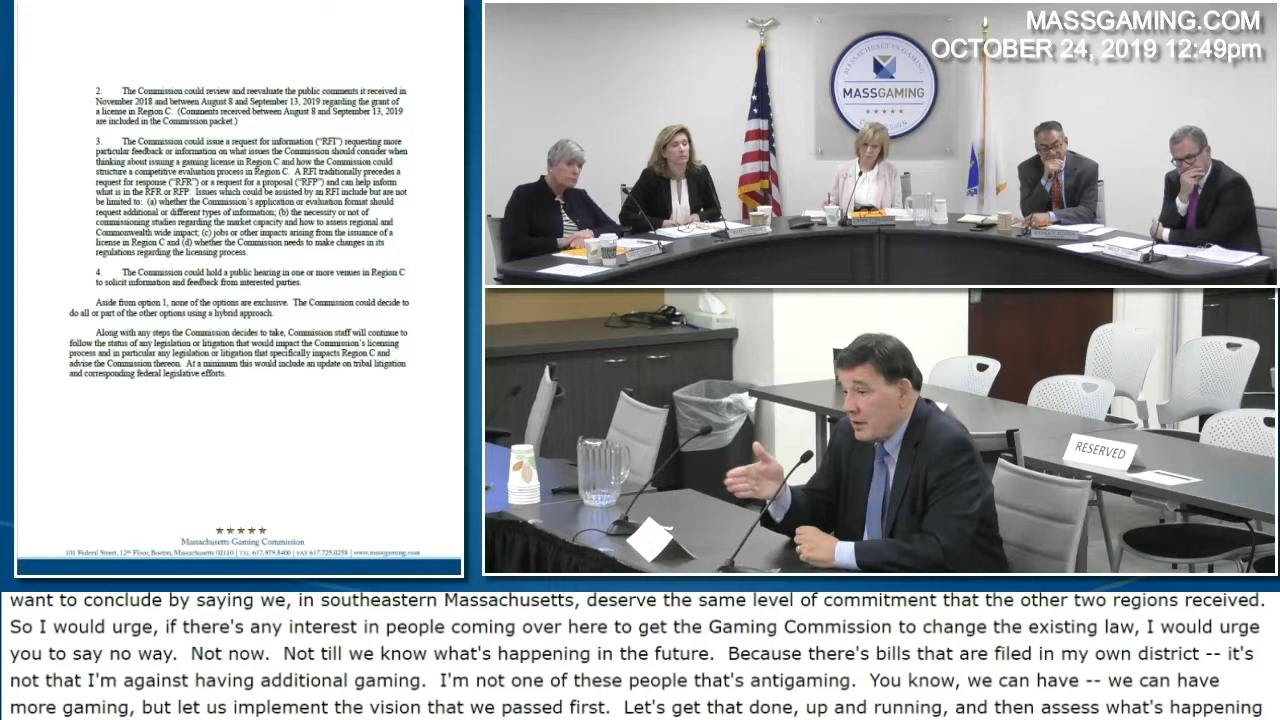 2. The Commission could review and reevaluate the public comments it received in
November 2018 and between August 8 and September 13, 2019 regarding the grant of
a license in Region C. (Comments received between August 8 and September 13, 2019
are included in the Commission packet.)
3. The Commission could issue a request for information ("RFI") requesting more
particular feedback or information on what issues the Commission should consider when
thinking about issuing a gaming license in Region C and how the Commission could
structure a competitive evaluation process in Region C. A RFI traditionally precedes a
request for response ("RFR") or a request for a proposal ("RFP") and can help inform
what is in the RFR or RFP. Issues which could be assisted by an RFI include but are not
be limited to: (a) whether the Commission's application or evaluation format should
request additional or different types of information; (b) the necessity or not of
commissioning studies regarding the market capacity and how to assess regional and
Commonwealth wide impact; (c) jobs or other impacts arising from the issuance of a
license in Region C and (d) whether the Commission needs to make changes in its
regulations regarding the licensing process.
4. The Commission could hold a public hearing in one or more venues in Region C
to solicit information and feedback from interested parties.
Aside from option 1, none of the options are exclusive. The Commission could decide to
do all or part of the other options using a hybrid approach.
Along with any steps the Commission decides to take, Commission staff will continue to
follow the status of any legislation or litigation that would impact the Commission's licensing
process and in particular any legislation or litigation that specifically impacts Region C and
advise the Commission thereon. At a minimum this would include an update on tribal litigation
and corresponding federal legislative efforts.
★★★★★
Massachusetts Gaming Commission
101 Federal Street, 12th Floor, Boston, Massachusetts 02110 | TEL 617.979.8400 | FAX 617.725.0258 | www.massgaming.com
MASSGAMING.COM
OCTOBER 24, 2019 12:49pm
MASSACHUSETTS GAMING
MASSGAMING
★★★★★
COMMISSION
RESERVED
want to conclude by saying we, in southeastern Massachusetts, deserve the same level of commitment that the other two regions received.
So I would urge, if there's any interest in people coming over here to get the Gaming Commission to change the existing law, I would urge
you to say no way. Not now. Not till we know what's happening in the future. Because there's bills that are filed in my own district -- it's
not that I'm against having additional gaming. I'm not one of these people that's antigaming. You know, we can have -- we can have
more gaming, but let us implement the vision that we passed first. Let's get that done, up and running, and then assess what's happening